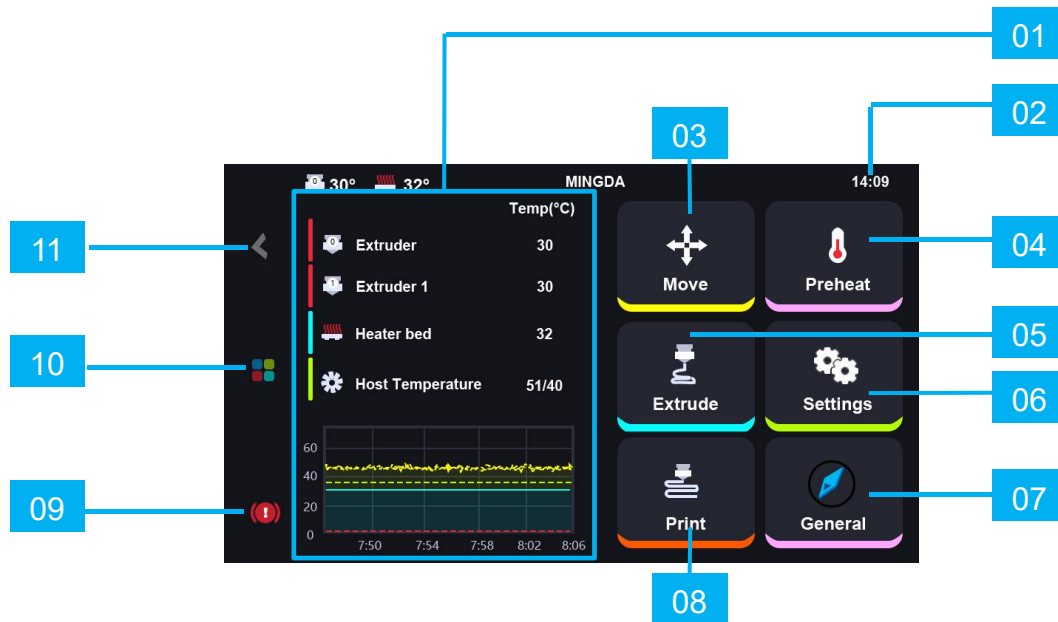 01
02
03
30° 32° MINGDA 14:09
Temp(°C)
0 Extruder 30
1 Extruder 1 30
Heater bed 32
Host Temperature 51/40
60
40
20
0
7:50 7:54 7:58 8:02 8:06
Move
Preheat
Extrude
Settings
Print
General
04
05
06
07
08
09
10
11